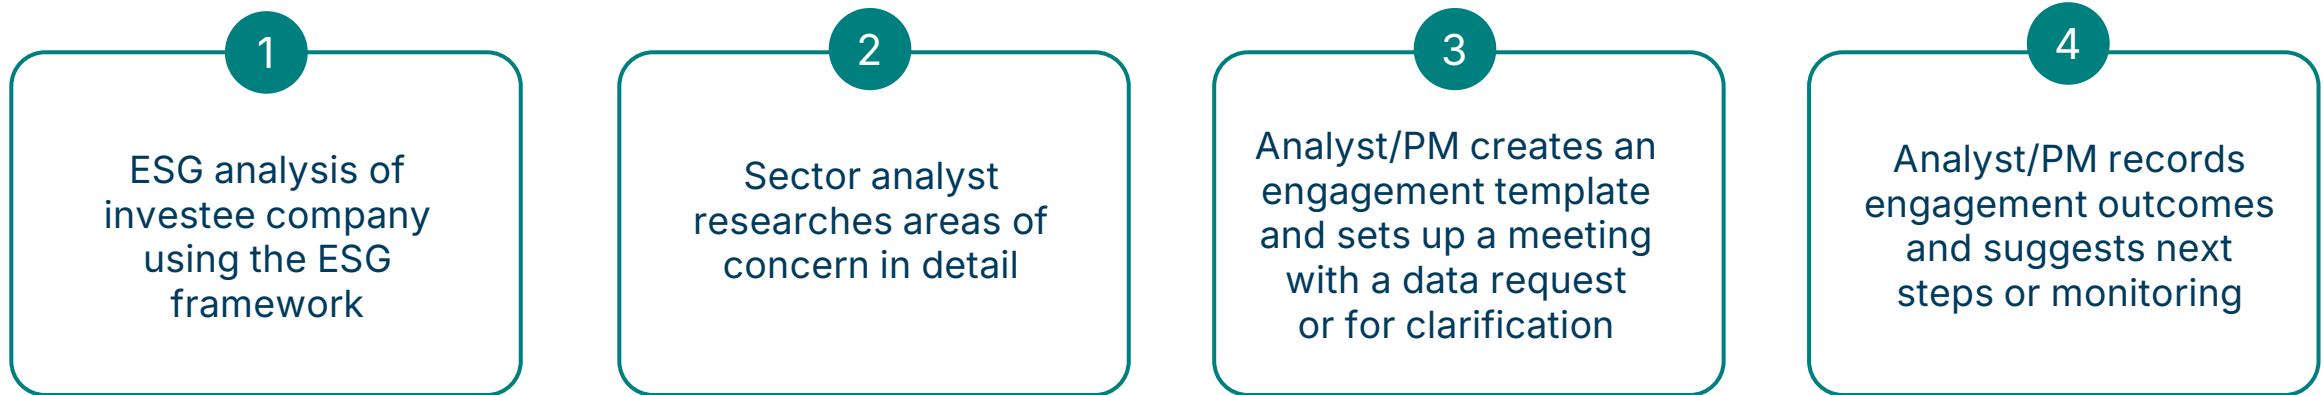 1
ESG analysis of
investee company
using the ESG
framework
2
Sector analyst
researches areas of
concern in detail
3
Analyst/PM creates an
engagement template
and sets up a meeting
with a data request
or for clarification
4
Analyst/PM records
engagement outcomes
and suggests next
steps or monitoring